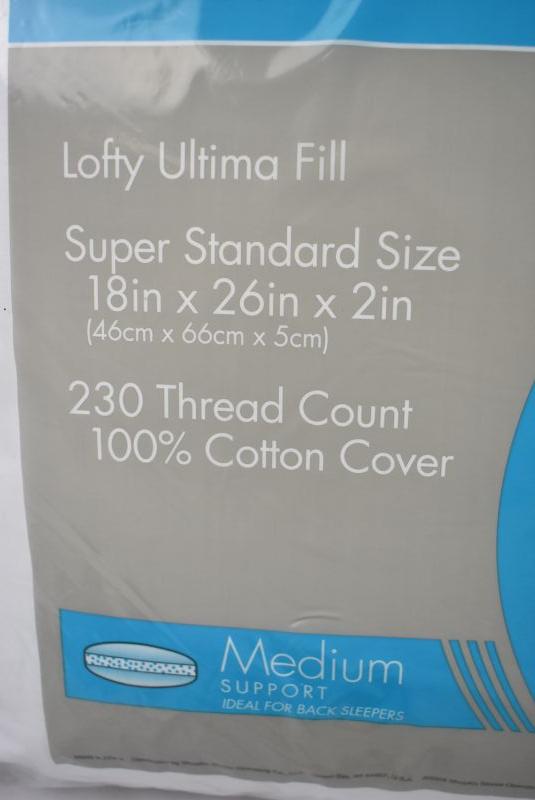 Lofty Ultima Fill
Super Standard Size
18in x 26in x 2in
(46cm x 66cm x 5cm)
230 Thread Count
100% Cotton Cover
Medium
SUPPORT
IDEAL FOR BACK SLEEPERS